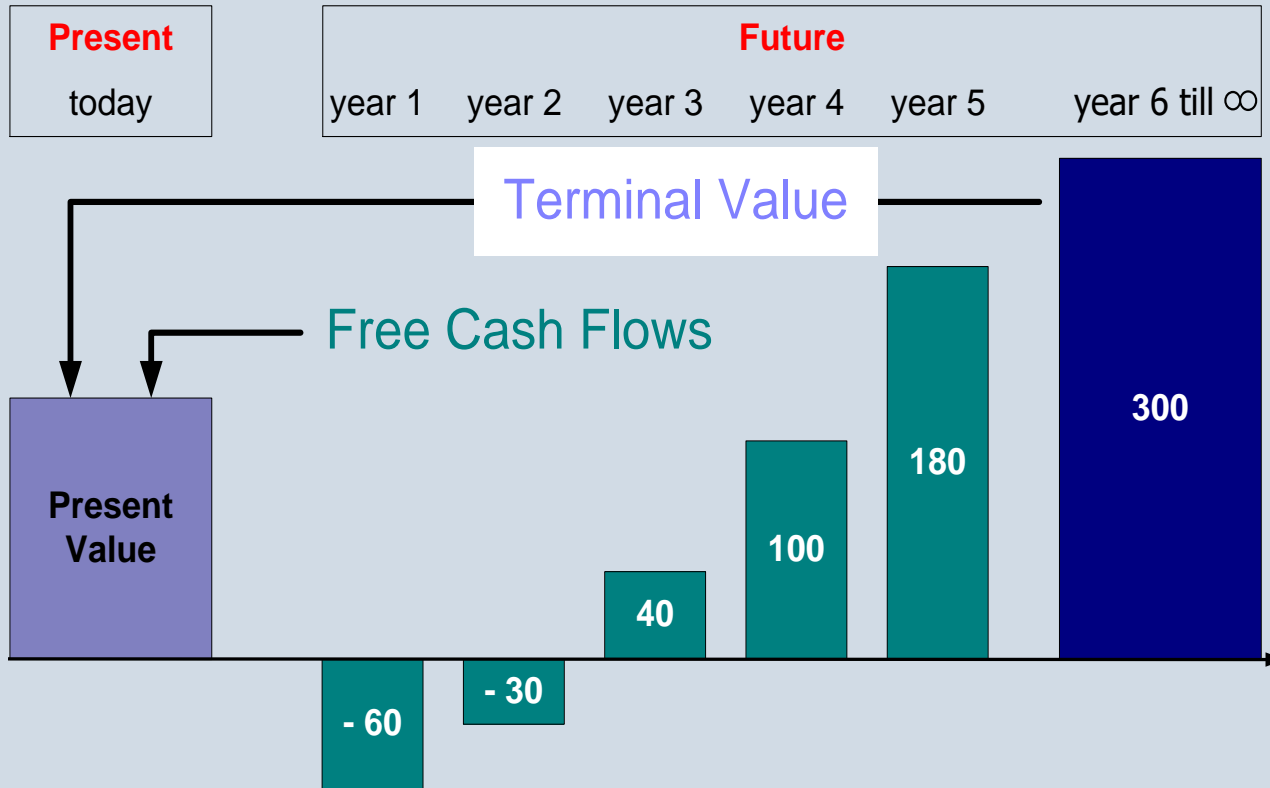 Present
Future
today
year 1
year 2
year 3
year 4
year 5
year 6 till ∞
Terminal Value
Free Cash Flows
Present
Value
- 60
- 30
40
100
180
300